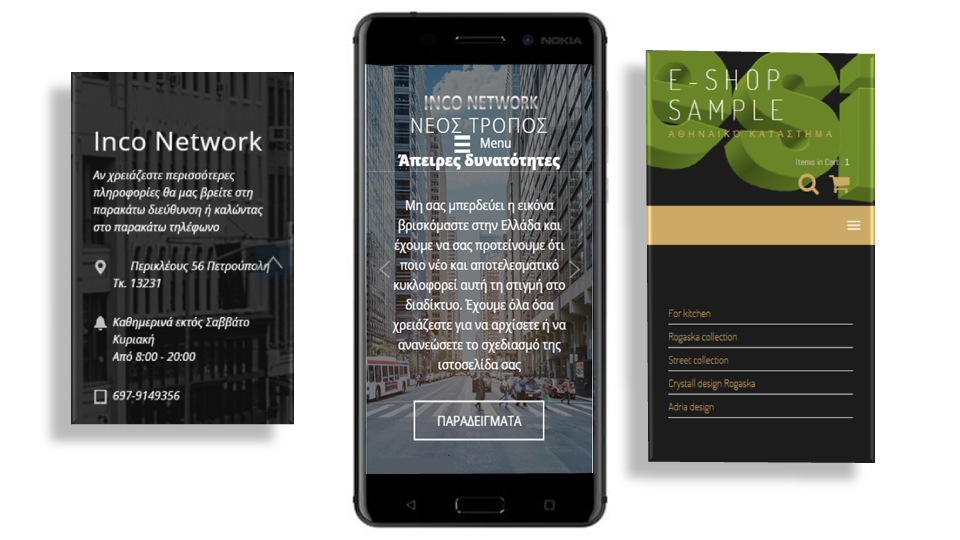 Inco Network
Αν χρειάζεστε περισσότερες
πληροφορίες θα μας βρείτε στη
παρακάτω διεύθυνση ή καλώντας
στο παρακάτω τηλέφωνο
Περικλέους 56 Πετρούπολη
Τκ. 13231
Καθημερινά εκτός Σαββάτο
Κυριακή
Από 8:00 - 20:00
697-9149356
NOKIA
INCO NETWORK
ΝΕΟΣ ΤΡΟΠΟΣ
Menu
Άπειρες δυνατότητες
Μη σας μπερδεύει η εικόνα
βρισκόμαστε στην Ελλάδα και
έχουμε να σας προτείνουμε ότι
ποιο νέο και αποτελεσματικό
κυκλοφορεί αυτή τη στιγμή στο
διαδίκτυο. Έχουμε όλα όσα
χρειάζεστε για να αρχίσετε ή να
ανανεώσετε το σχεδιασμό της
ιστοσελίδα σας
ΠΑΡΑΔΕΙΓΜΑΤΑ
E-SHOP
SAMPLE
ΑΘΗΝΑΙΚΟ ΚΑΤΑΣΤΗΜΑ
Items in Cart 1
For kitchen
Rogaska collection
Street collection
Crystall design Rogaska
Adria design